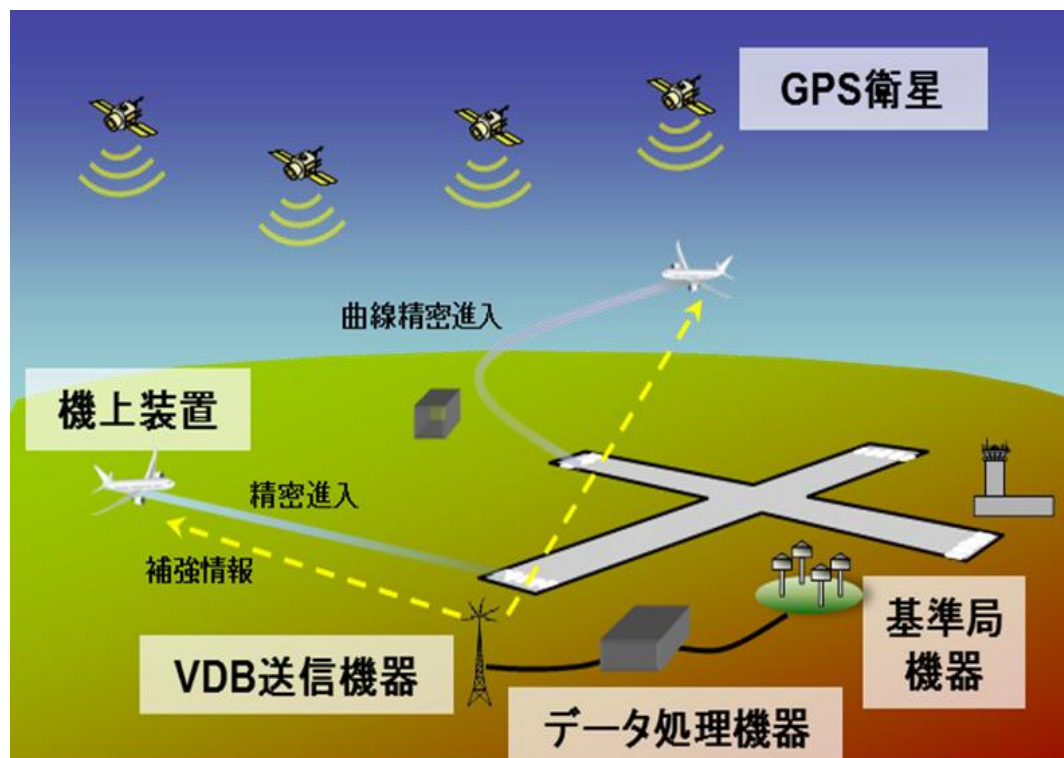 GPS衛星
曲線精密進入
機上装置
精密進入
補強情報
VDB送信機器
データ処理機器
基準局
機器